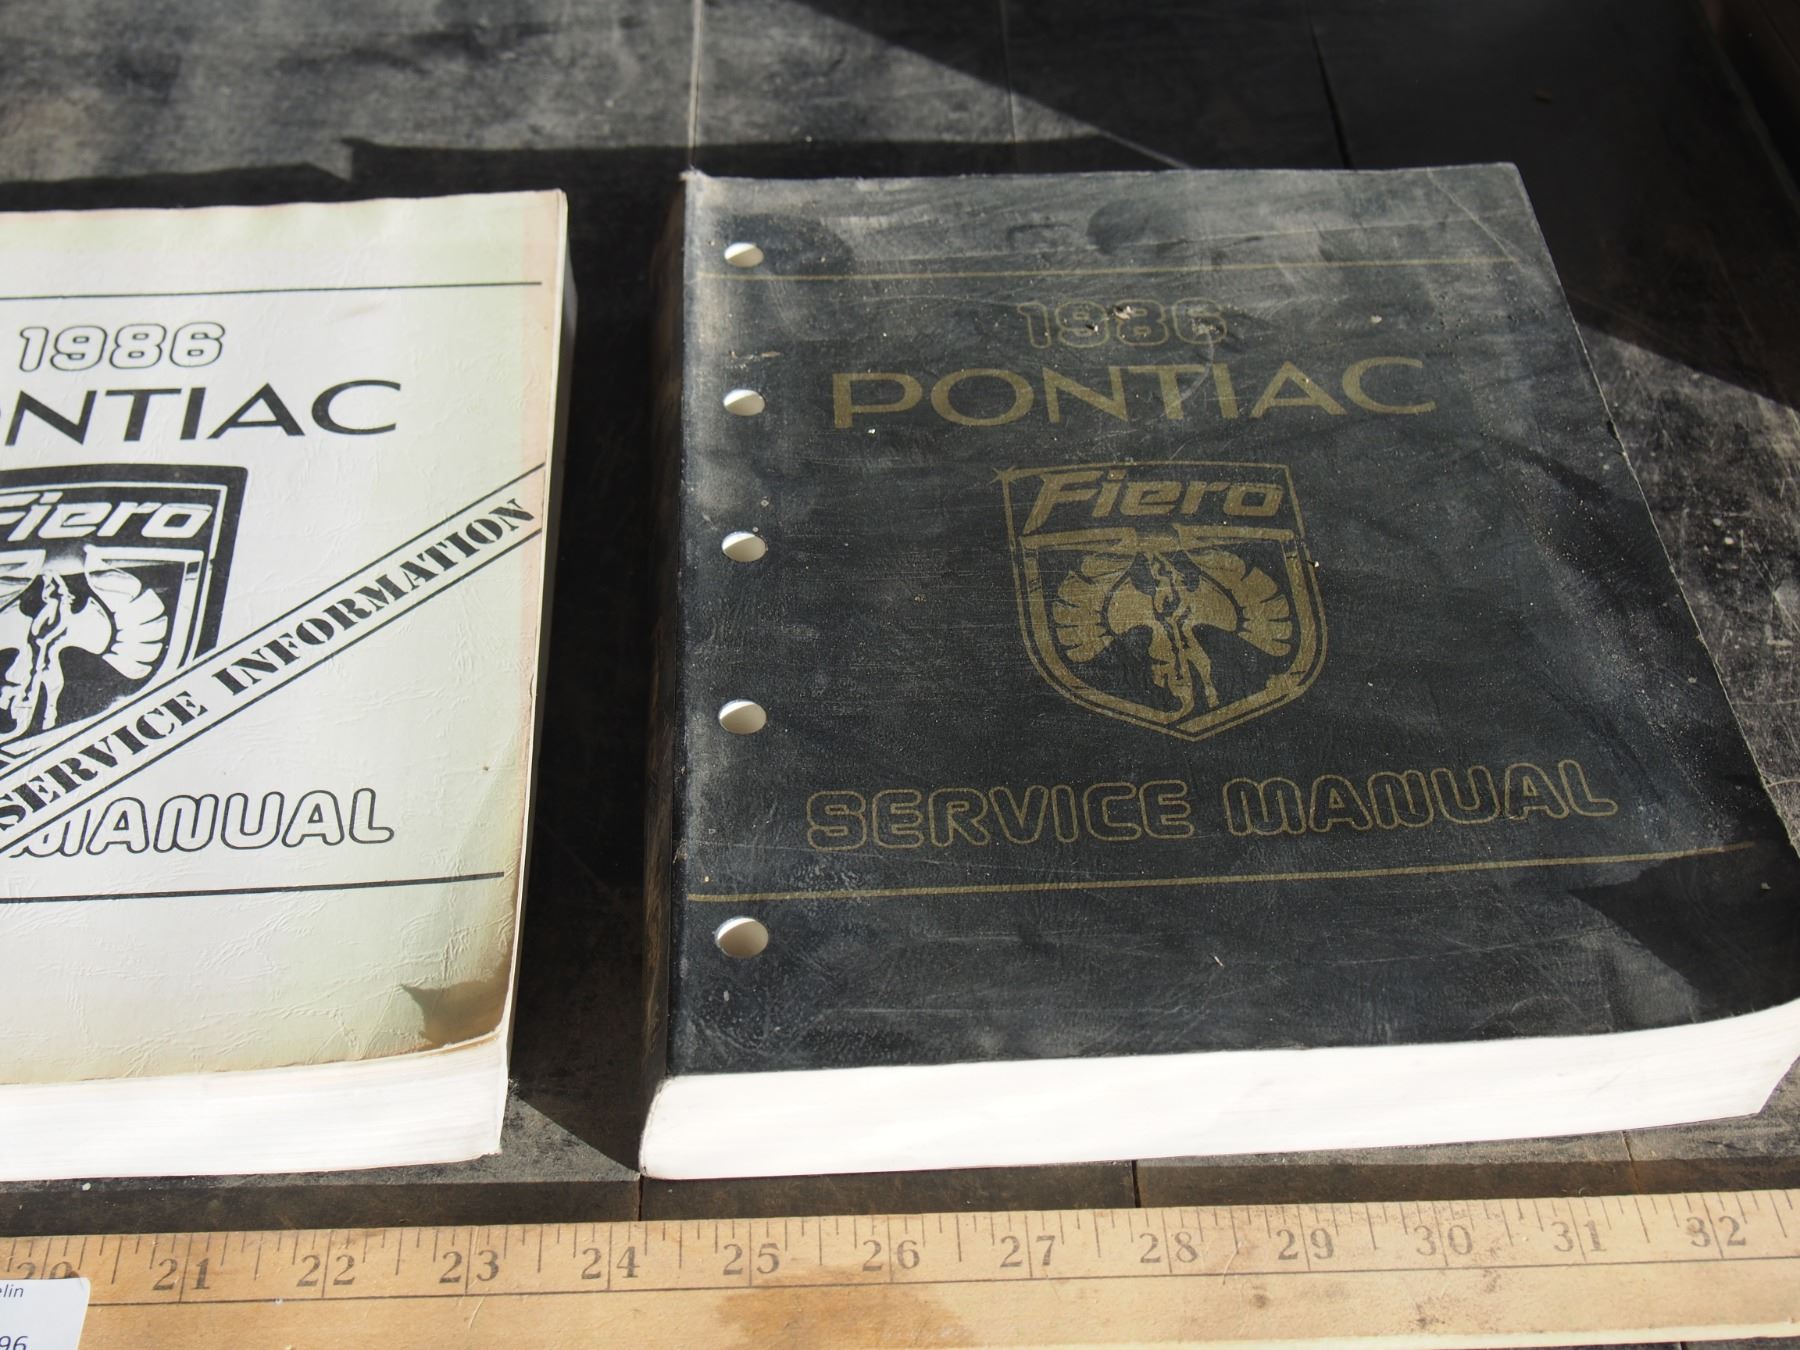 1986
Fiero
SERVICE INFORMATION
MANUAL
1986
PONTIAC
Fiero
SERVICE MANUAL
21 22 23 24 25 26 27 28 29 30 31 32
96